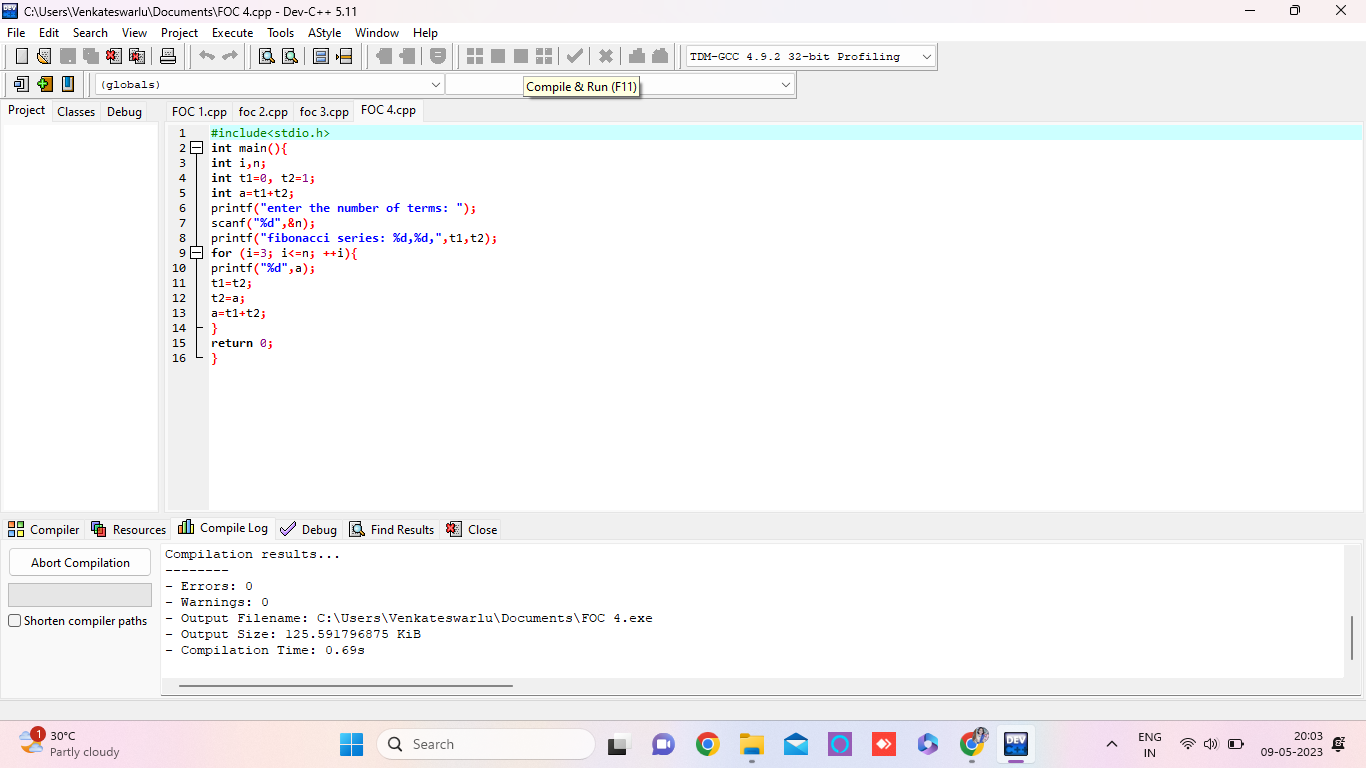 C:\Users\Venkateswarlu\Documents\FOC 4.cpp - Dev-C++ 5.11
File Edit Search View Project Execute Tools AStyle Window Help
TDM-GCC 4.9.2 32-bit Profiling
(globals)
Compile & Run (F11)
Project Classes Debug
FOC 1.cpp foc 2.cpp foc 3.cpp FOC 4.cpp
1 #include<stdio.h>
2 int main(){
3 int i,n;
4 int t1=0, t2=1;
5 int a=t1+t2;
6 printf("enter the number of terms: ");
7 scanf("%d",&n);
8 printf("fibonacci series: %d,%d,",t1,t2);
9 for (i=3; i<=n; ++i){
10 printf("%d",a);
11 t1=t2;
12 t2=a;
13 a=t1+t2;
14 }
15 return 0;
16 }
Compiler Resources Compile Log Debug Find Results Close
Abort Compilation
Shorten compiler paths
Compilation results...
--------
- Errors: 0
- Warnings: 0
- Output Filename: C:\Users\Venkateswarlu\Documents\FOC 4.exe
- Output Size: 125.591796875 KiB
- Compilation Time: 0.69s
1
30°C
Partly cloudy
Search
DEV
ENG
IN
20:03
09-05-2023